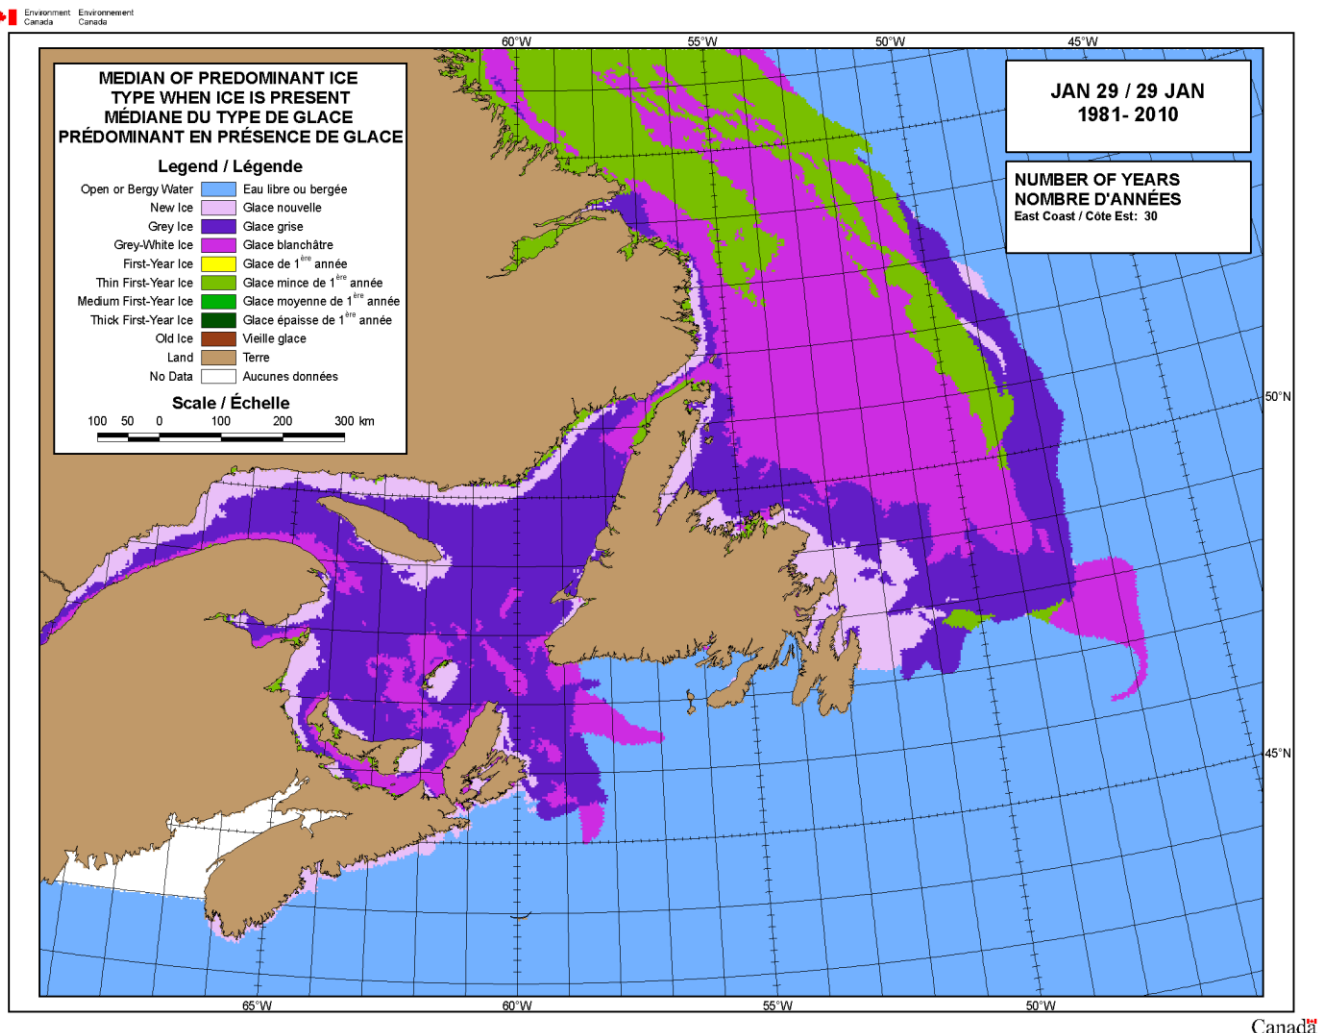 Environment Environnement
Canada Canada
60°W 55°W 50°W 45°W
MEDIAN OF PREDOMINANT ICE
TYPE WHEN ICE IS PRESENT
MÉDIANE DU TYPE DE GLACE
PRÉDOMINANT EN PRÉSENCE DE GLACE
Legend / Légende
Open or Bergy Water Eau libre ou bergée
New Ice Glace nouvelle
Grey Ice Glace grise
Grey-White Ice Glace blanchâtre
First-Year Ice Glace de 1ère année
Thin First-Year Ice Glace mince de 1ère année
Medium First-Year Ice Glace moyenne de 1ère année
Thick First-Year Ice Glace épaisse de 1ère année
Old Ice Vieille glace
Land Terre
No Data Aucunes données
Scale / Échelle
100 50 0 100 200 300 km
JAN 29 / 29 JAN
1981- 2010
NUMBER OF YEARS
NOMBRE D'ANNÉES
East Coast / Côte Est: 30
50°N
45°N
65°W 60°W 55°W 50°W
Canada